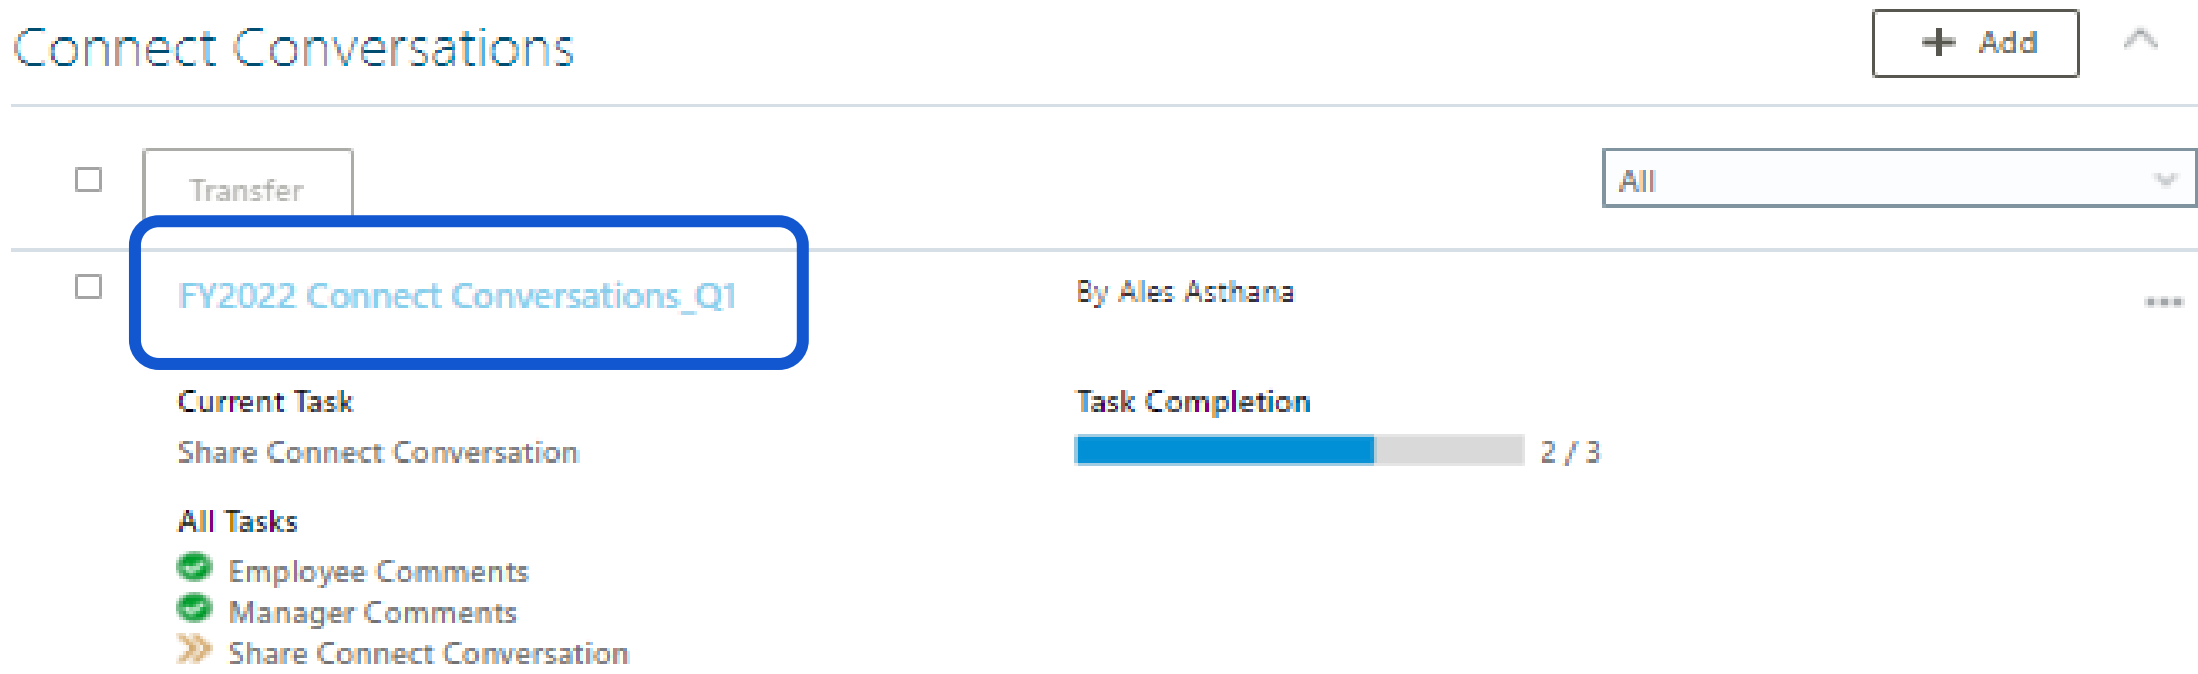 Connect Conversations
+ Add
Transfer
All
FY2022 Connect Conversations_Q1
By Ales Asthana
Current Task
Task Completion
Share Connect Conversation
2 / 3
All Tasks
Employee Comments
Manager Comments
Share Connect Conversation